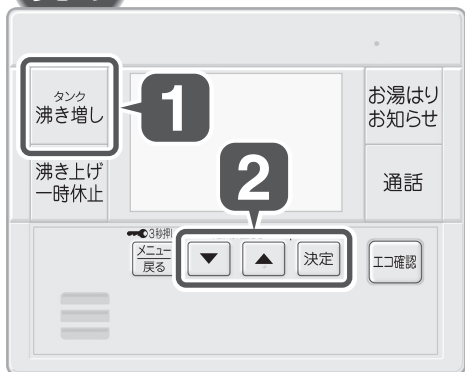 タンク
沸き増し
1
お湯はり
お知らせ
沸き上げ
一時休止
2
通話
3秒押
メニュー
戻る
▼
▲
決定
エコ確認